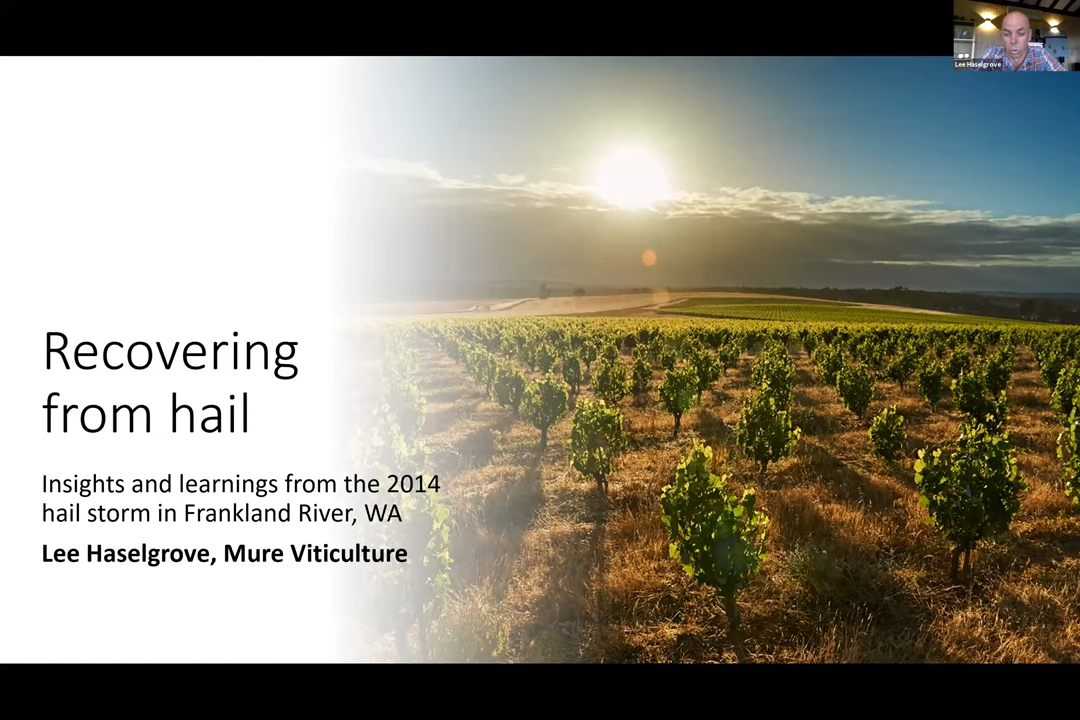 Lee Haselgrove
Recovering
from hail
Insights and learnings from the 2014
hail storm in Frankland River, WA
Lee Haselgrove, Mure Viticulture